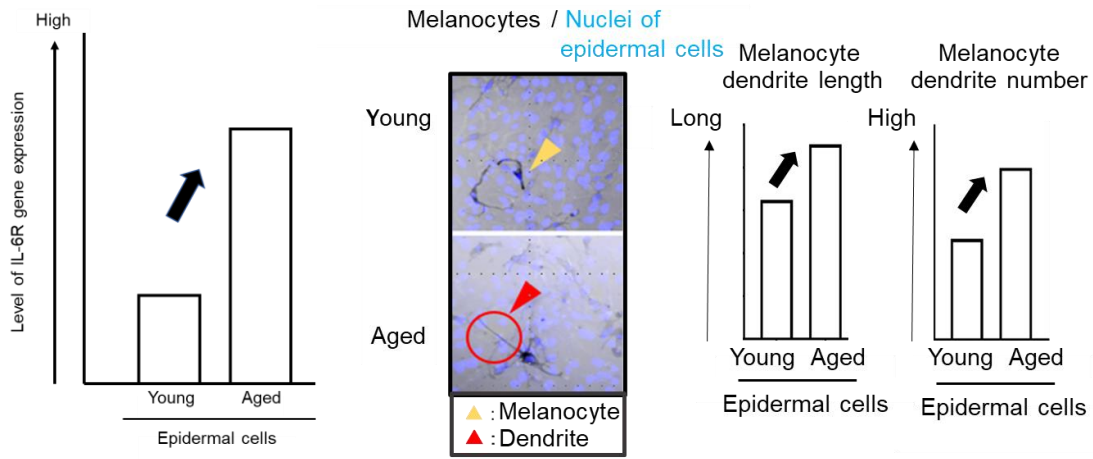 High
Level of IL-6R gene expression
Young
Aged
Epidermal cells
Melanocytes / Nuclei of
epidermal cells
Young
Aged
: Melanocyte
: Dendrite
Melanocyte
dendrite length
Long
Young
Aged
Epidermal cells
Melanocyte
dendrite number
High
Young
Aged
Epidermal cells